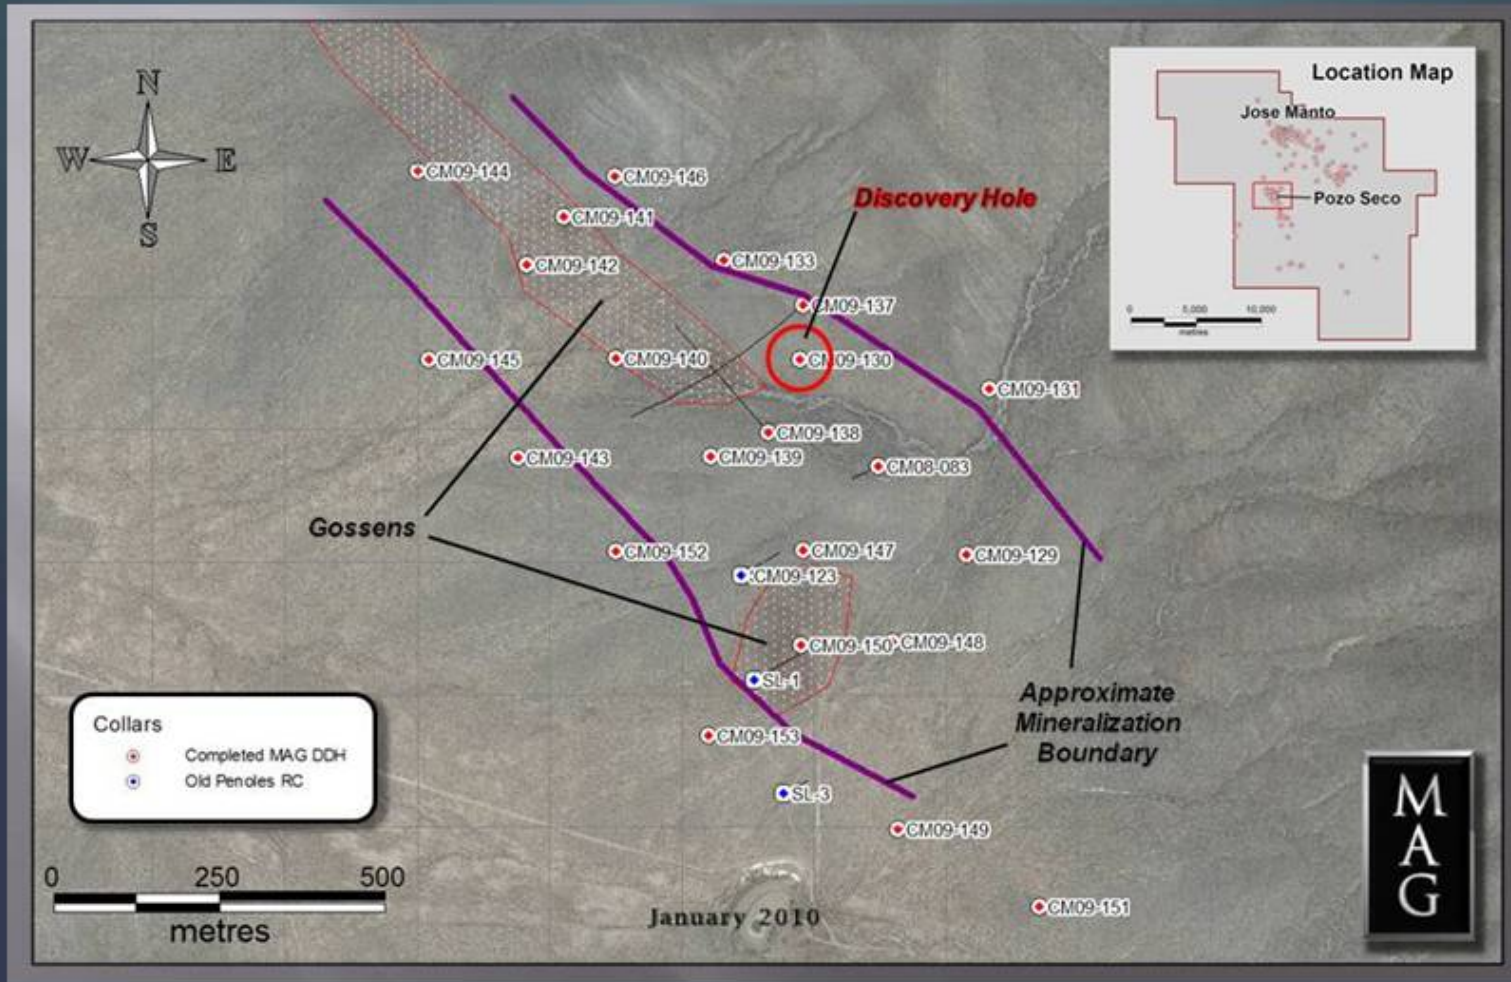 N
W
E
S
Location Map
Jose Manto
Pozo Seco
0 5,000 10,000
metres
CM09-144
CM09-146
Discovery Hole
CM09-141
CM09-142
CM09-133
CM09-137
CM09-145
CM09-140
CM09-130
CM09-131
CM09-138
CM09-143
CM09-139
CM08-083
Gossens
CM09-152
CM09-147
CM09-129
CM09-123
CM09-150
CM09-148
SL-1
Approximate
Mineralization
Boundary
CM09-153
SL-3
CM09-149
CM09-151
Collars
Completed MAG DDH
Old Penoles RC
0 250 500
metres
January 2010
M
A
G